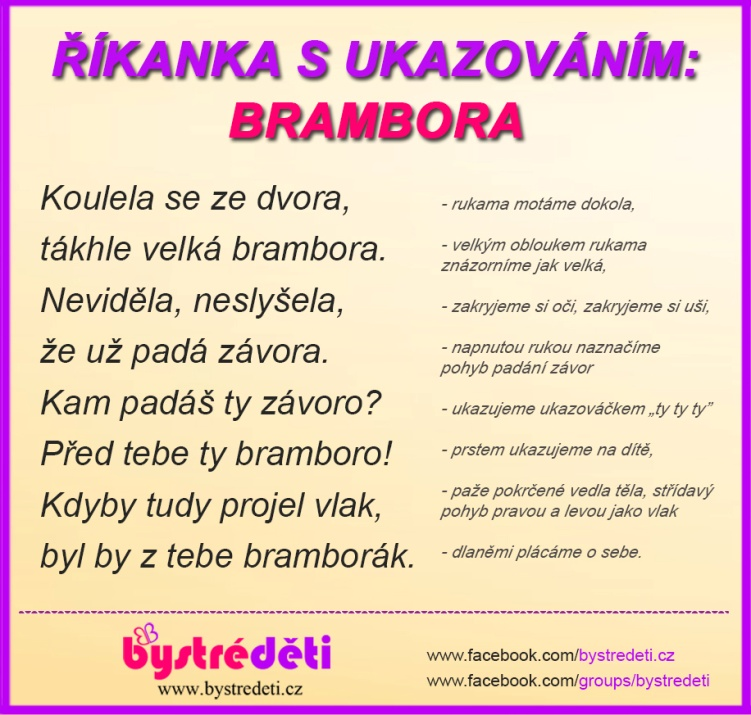 ŘÍKANKA S UKAZOVÁNÍM:
BRAMBORA
Koulela se ze dvora,
- rukama motáme dokola,
tákhle velká brambora.
- velkým obloukem rukama
znázorníme jak velká,
Neviděla, neslyšela,
- zakryjeme si oči, zakryjeme si uši,
že už padá závora.
- napnutou rukou naznačíme
pohyb padání závor
Kam padáš ty závoro?
- ukazujeme ukazováčkem „ty ty ty”
Před tebe ty bramboro!
- prstem ukazujeme na dítě,
Kdyby tudy projel vlak,
- paže pokrčené vedla těla, střídavý
pohyb pravou a levou jako vlak
byl by z tebe bramborák.
- dlaněmi plácáme o sebe.
bystréděti
www.bystredeti.cz
www.facebook.com/bystredeti.cz
www.facebook.com/groups/bystredeti